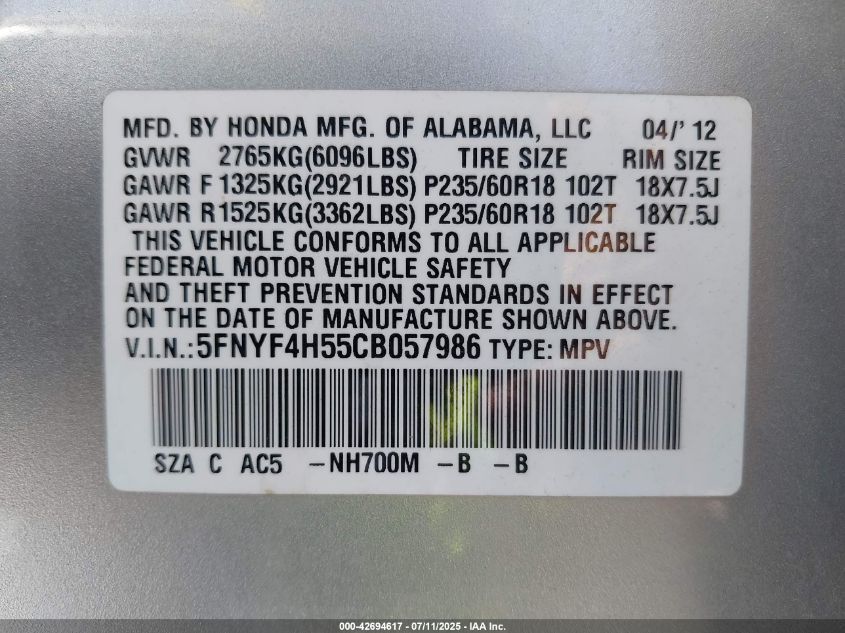 MFD. BY HONDA MFG. OF ALABAMA, LLC 04/' 12
GVWR 2765KG(6096LBS) TIRE SIZE RIM SIZE
GAWR F 1325KG(2921LBS) P235/60R18 102T 18X7.5J
GAWR R 1525KG(3362LBS) P235/60R18 102T 18X7.5J
THIS VEHICLE CONFORMS TO ALL APPLICABLE
FEDERAL MOTOR VEHICLE SAFETY
AND THEFT PREVENTION STANDARDS IN EFFECT
ON THE DATE OF MANUFACTURE SHOWN ABOVE.
V.I.N.:5FNYF4H55CB057986 TYPE: MPV
SZA C AC5 -NH700M -B -B
000-42694617 - 07/11/2025 - IAA Inc.